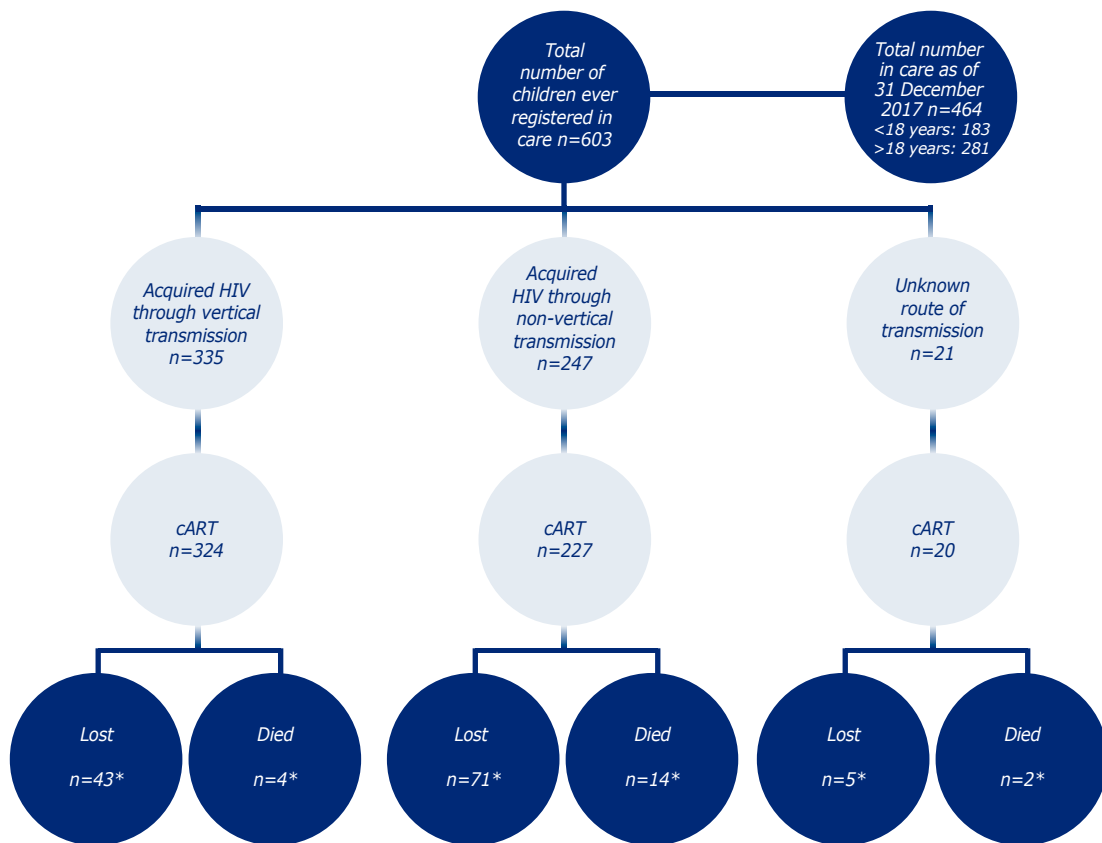 Total
number of
children ever
registered in
care n=603
Total number
in care as of
31 December
2017 n=464
<18 years: 183
>18 years: 281
Acquired HIV
through vertical
transmission
n=335
Acquired
HIV through
non-vertical
transmission
n=247
Unknown
route of
transmission
n=21
cART
n=324
cART
n=227
cART
n=20
Lost
n=43*
Died
n=4*
Lost
n=71*
Died
n=14*
Lost
n=5*
Died
n=2*